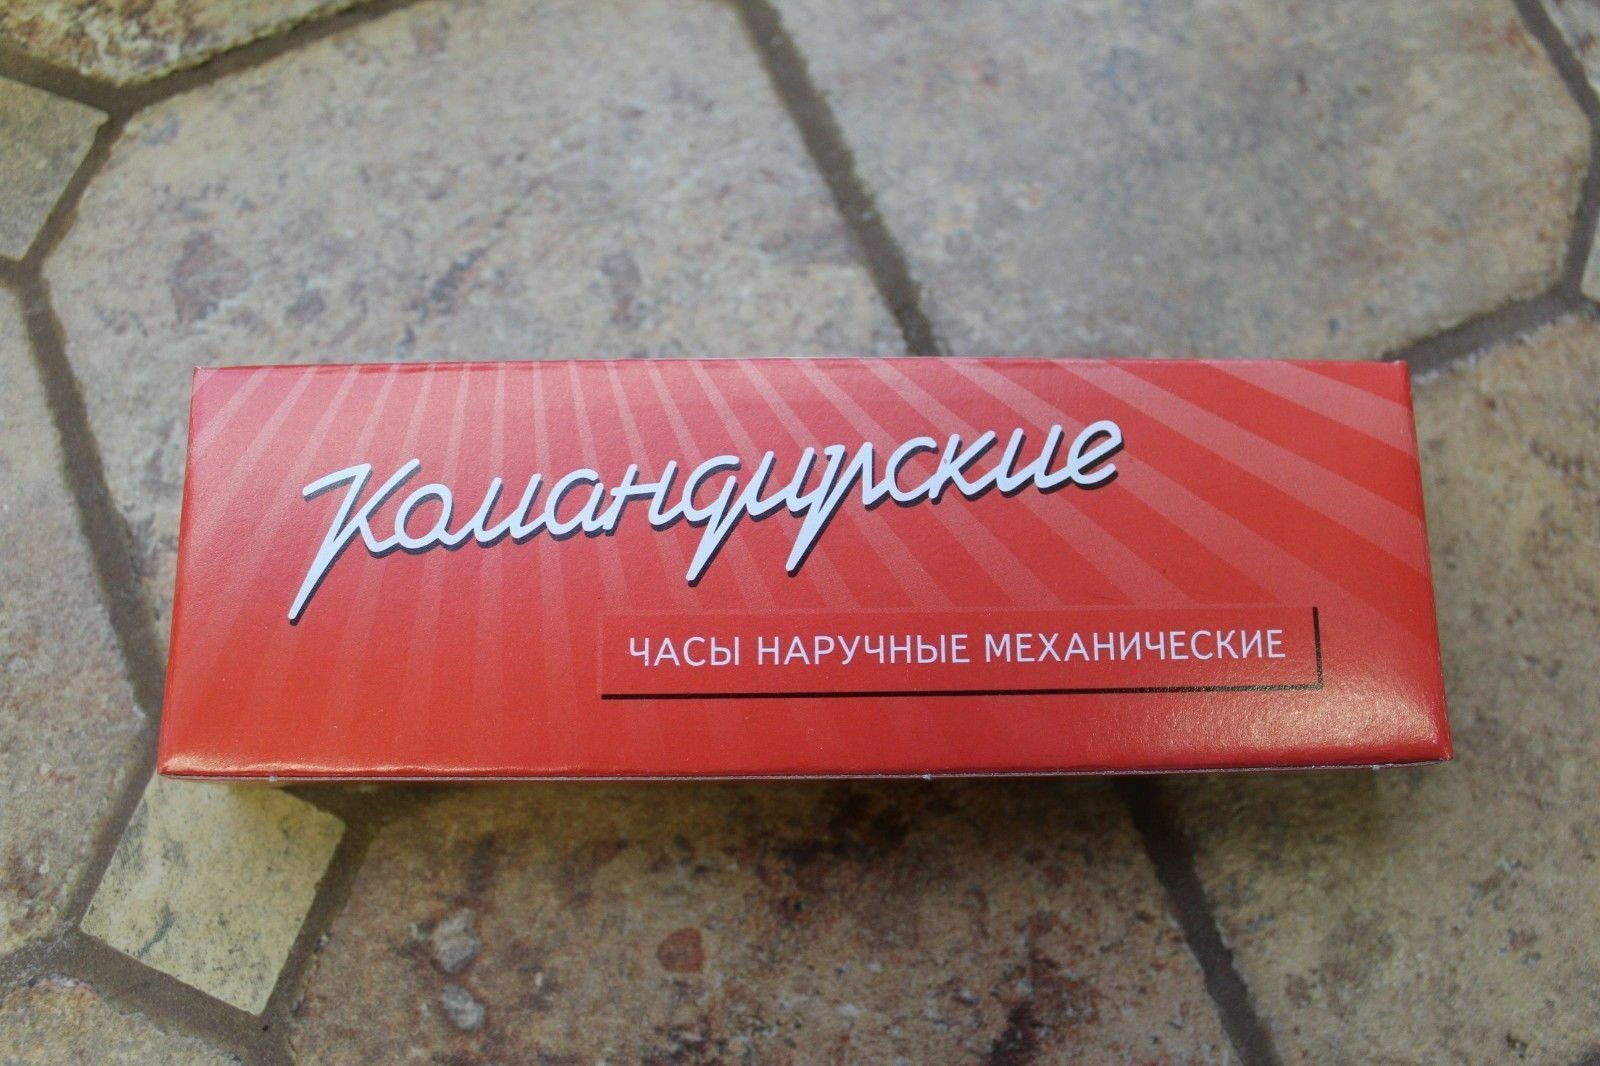 Командирские
ЧАСЫ НАРУЧНЫЕ МЕХАНИЧЕСКИЕ